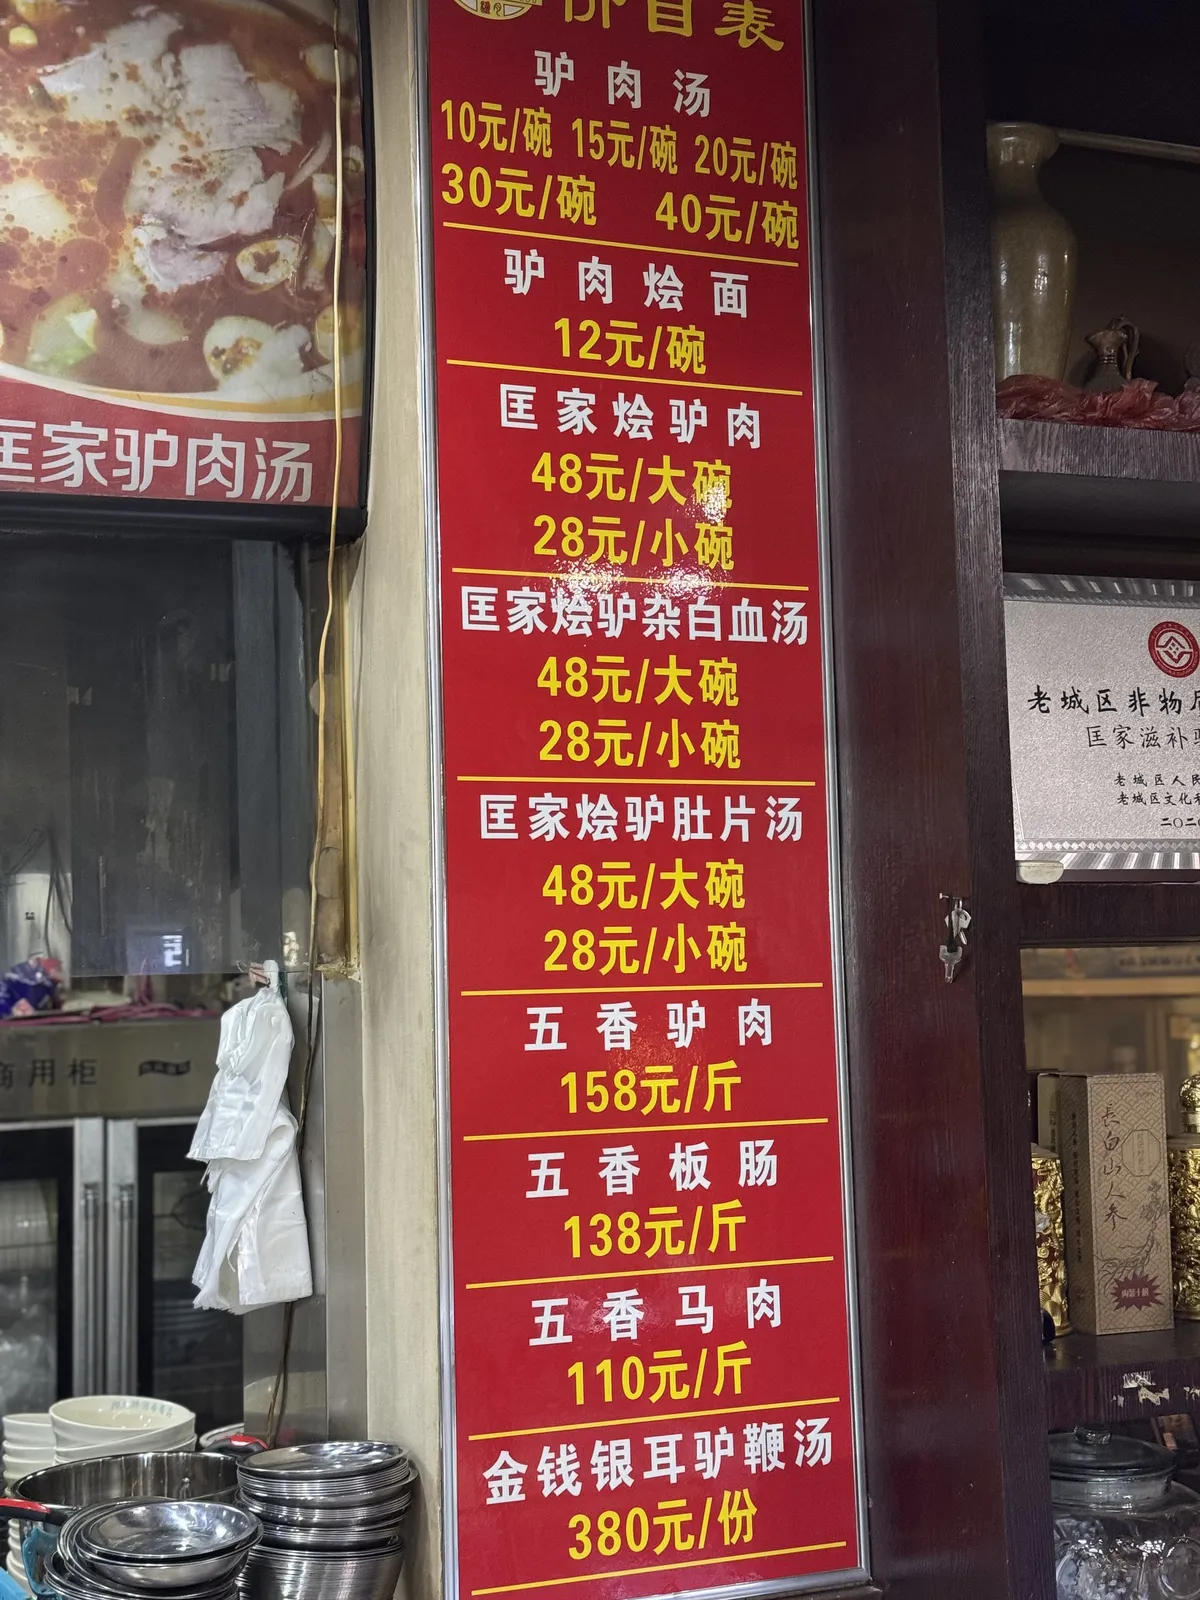 价目表
驴肉汤
10元/碗 15元/碗 20元/碗
30元/碗 40元/碗
驴肉烩面
12元/碗
匡家烩驴肉
48元/大碗
28元/小碗
匡家烩驴杂白血汤
48元/大碗
28元/小碗
匡家烩驴肚片汤
48元/大碗
28元/小碗
五香驴肉
158元/斤
五香板肠
138元/斤
五香马肉
110元/斤
金钱银耳驴鞭汤
380元/份
匡家驴肉汤
商用柜
老城区非物
匡家滋补
老城区人民
老城区文化
二〇二
長白山人参